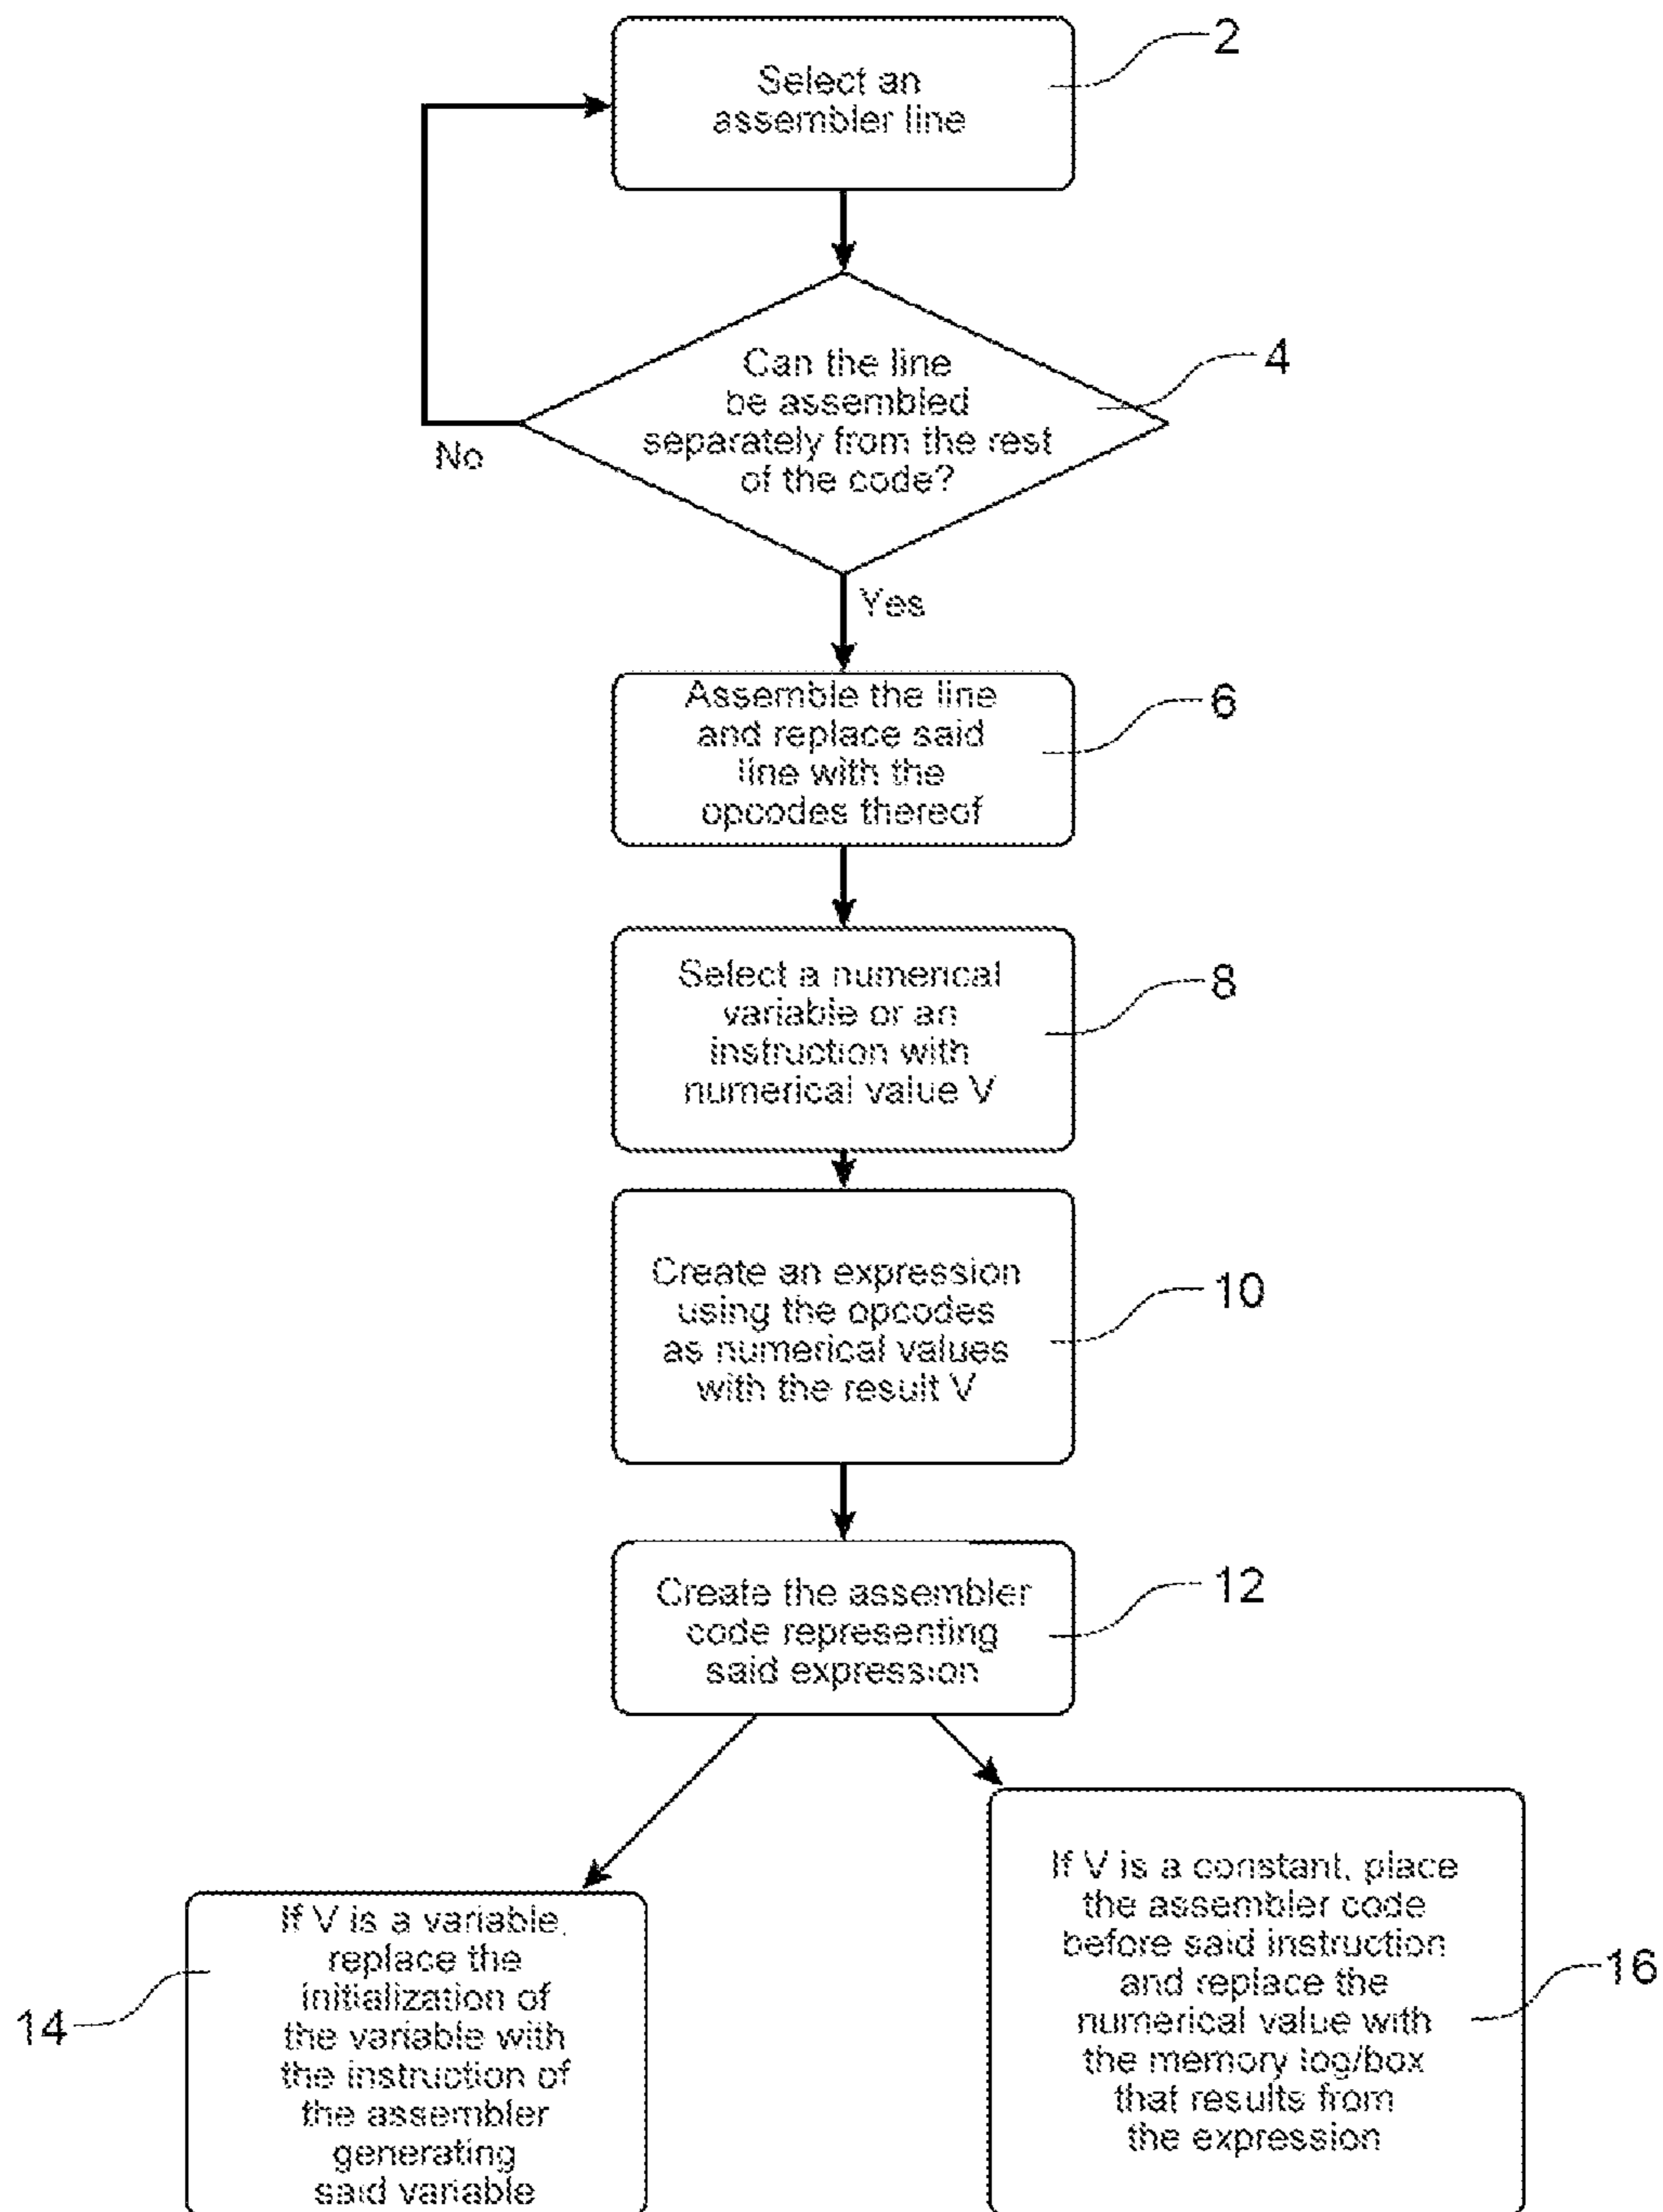 2
Select an
assembler line
4
Can the line
be assembled
separately from the rest
of the code?
No
Yes
6
Assemble the line
and replace said
line with the
opcodes thereof
8
Select a numerical
variable or an
instruction with
numerical value V
10
Create an expression
using the opcodes
as numerical values
with the result V
12
Create the assembler
code representing
said expression
14
If V is a variable,
replace the
initialization of
the variable with
the instruction of
the assembler
generating
said variable
16
If V is a constant, place
the assembler code
before said instruction
and replace the
numerical value with
the memory log/box
that results from
the expression